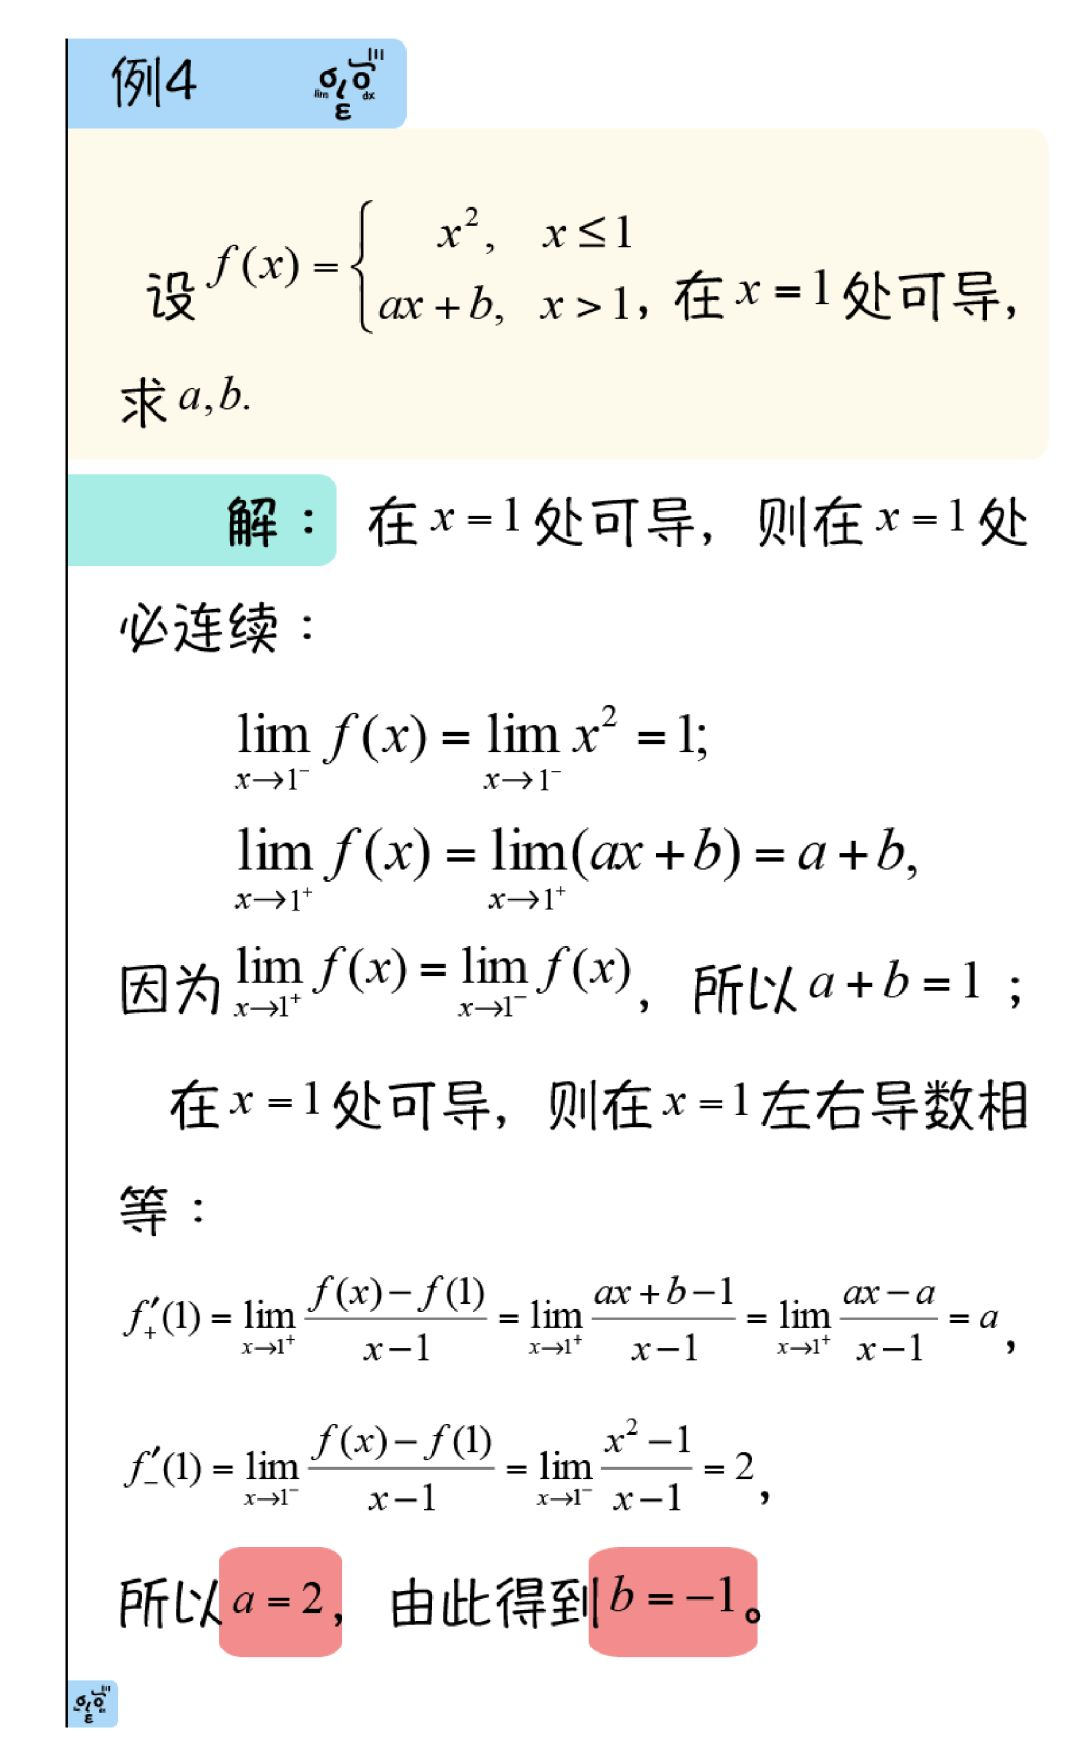 例4
设 f(x) = { x², x ≤ 1
ax + b, x > 1, 在 x = 1 处可导,
求 a, b.
解：在 x = 1 处可导，则在 x = 1 处
必连续：
lim_{x→1⁻} f(x) = lim_{x→1⁻} x² = 1;
lim_{x→1⁺} f(x) = lim_{x→1⁺} (ax + b) = a + b,
因为 lim_{x→1⁺} f(x) = lim_{x→1⁻} f(x)，所以 a + b = 1；
在 x = 1 处可导，则在 x = 1 左右导数相
等：
f′₊(1) = lim_{x→1⁺} (f(x) − f(1))/(x − 1) = lim_{x→1⁺} (ax + b − 1)/(x − 1) = lim_{x→1⁺} (ax − a)/(x − 1) = a，
f′₋(1) = lim_{x→1⁻} (f(x) − f(1))/(x − 1) = lim_{x→1⁻} (x² − 1)/(x − 1) = 2，
所以 a = 2，由此得到 b = −1。